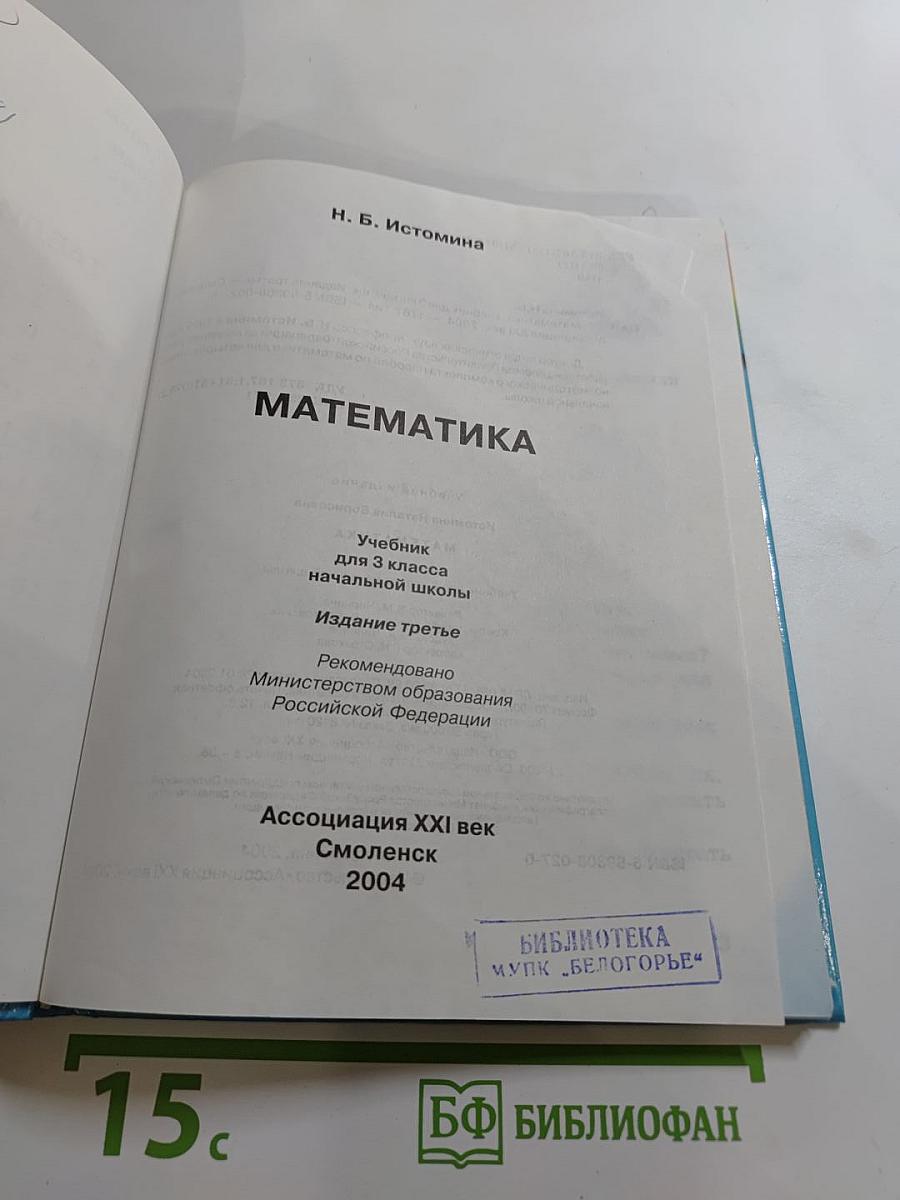 Н. Б. Истомина
МАТЕМАТИКА
Учебник
для 3 класса
начальной школы
Издание третье
Рекомендовано
Министерством образования
Российской Федерации
Ассоциация XXI век
Смоленск
2004
БИБЛИОТЕКА
МУПК „БЕЛОГОРЬЕ“
15 с
БФ БИБЛИОФАН